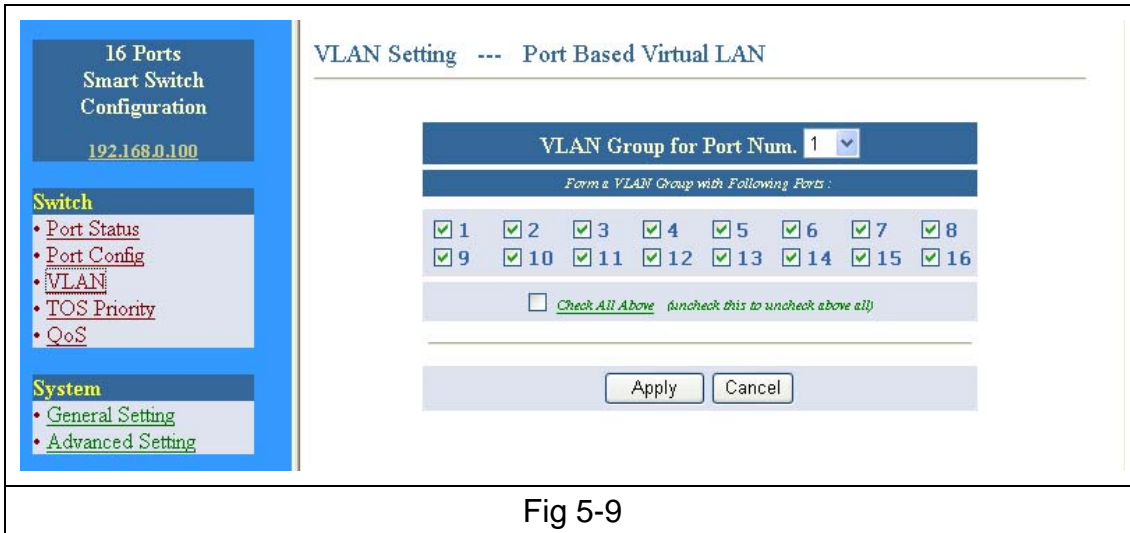 16 Ports
Smart Switch
Configuration
192.168.0.100
Switch
• Port Status
• Port Config
• VLAN
• TOS Priority
• QoS
System
• General Setting
• Advanced Setting
VLAN Setting --- Port Based Virtual LAN
VLAN Group for Port Num. 1
Form a VLAN Group with Following Ports :
1 2 3 4 5 6 7 8
9 10 11 12 13 14 15 16
Check All Above (uncheck this to uncheck above all)
Apply Cancel
Fig 5-9